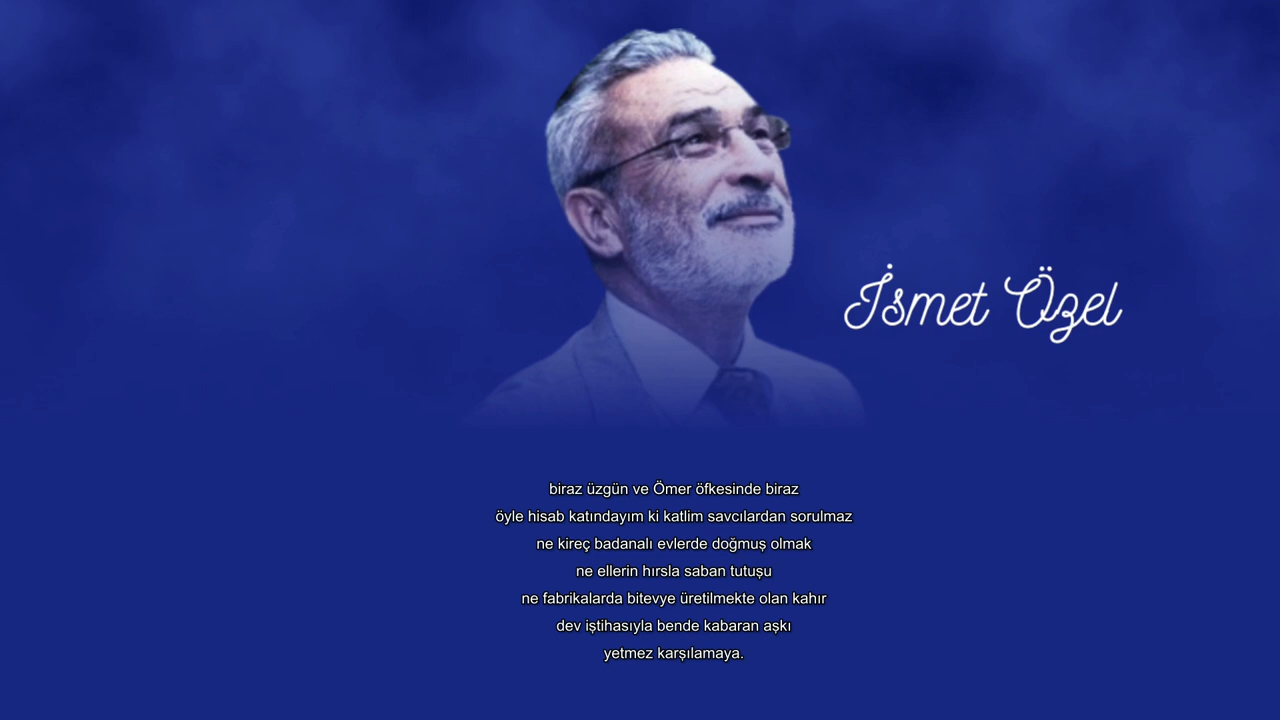 İsmet Özel
biraz üzgün ve Ömer öfkesinde biraz
öyle hisab katındayım ki katlim savcılardan sorulmaz
ne kireç badanalı evlerde doğmuş olmak
ne ellerin hırsla saban tutuşu
ne fabrikalarda bitevye üretilmekte olan kahır
dev iştihasıyla bende kabaran aşkı
yetmez karşılamaya.